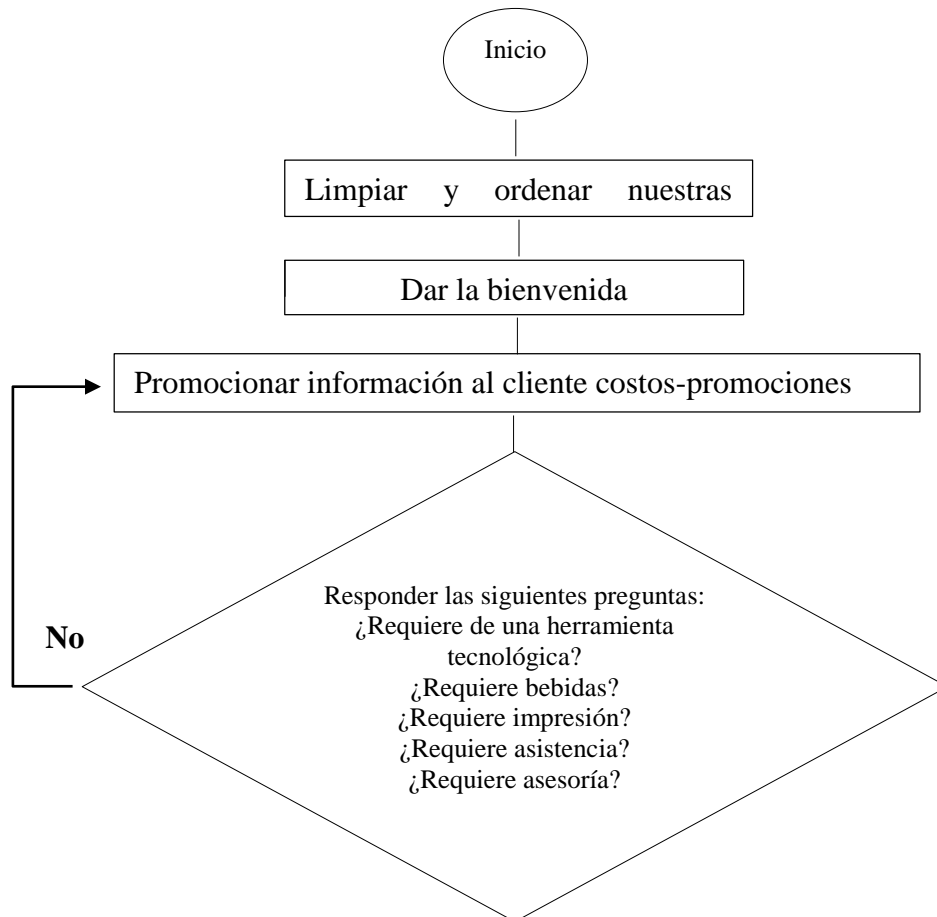 Inicio
Limpiar y ordenar nuestras
Dar la bienvenida
Promocionar información al cliente costos-promociones
Responder las siguientes preguntas:
¿Requiere de una herramienta
tecnológica?
No
¿Requiere bebidas?
¿Requiere impresión?
¿Requiere asistencia?
¿Requiere asesoría?